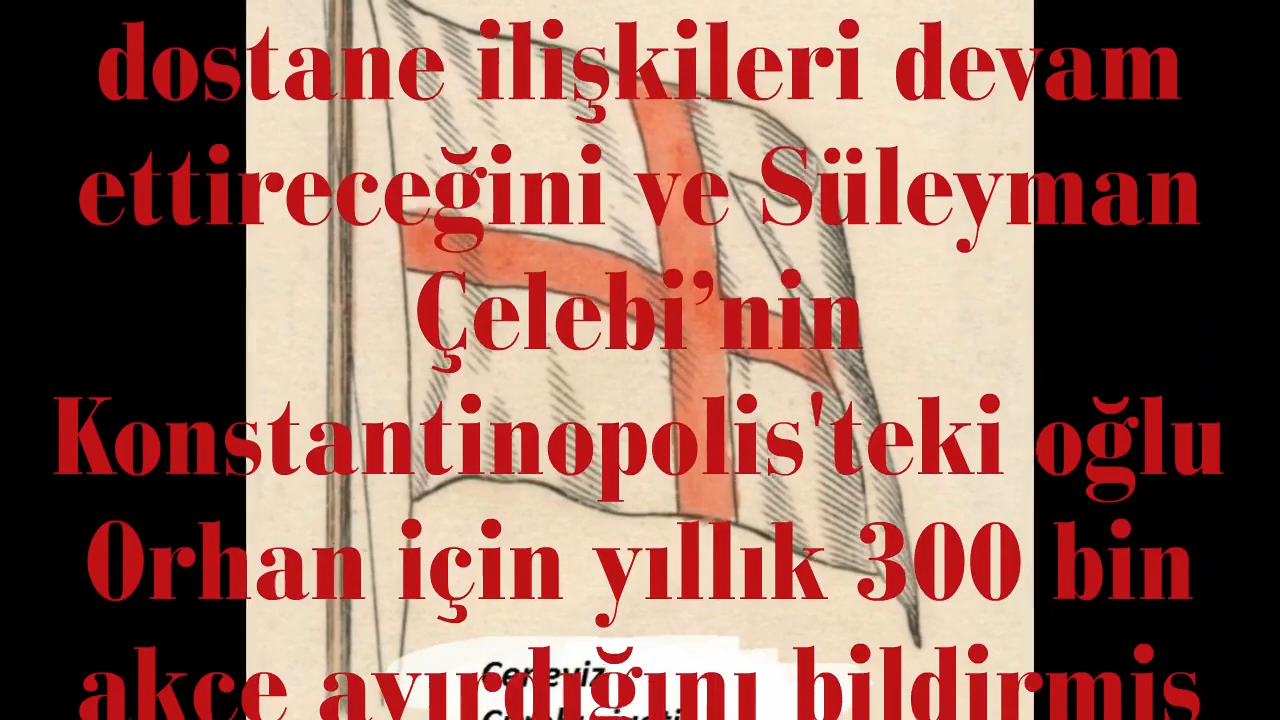 dostane ilişkileri devam
ettireceğini ve Süleyman
Çelebi’nin
Konstantinopolis'teki oğlu
Orhan için yıllık 300 bin
akçe ayırdığını bildirmiş
Ceneviz